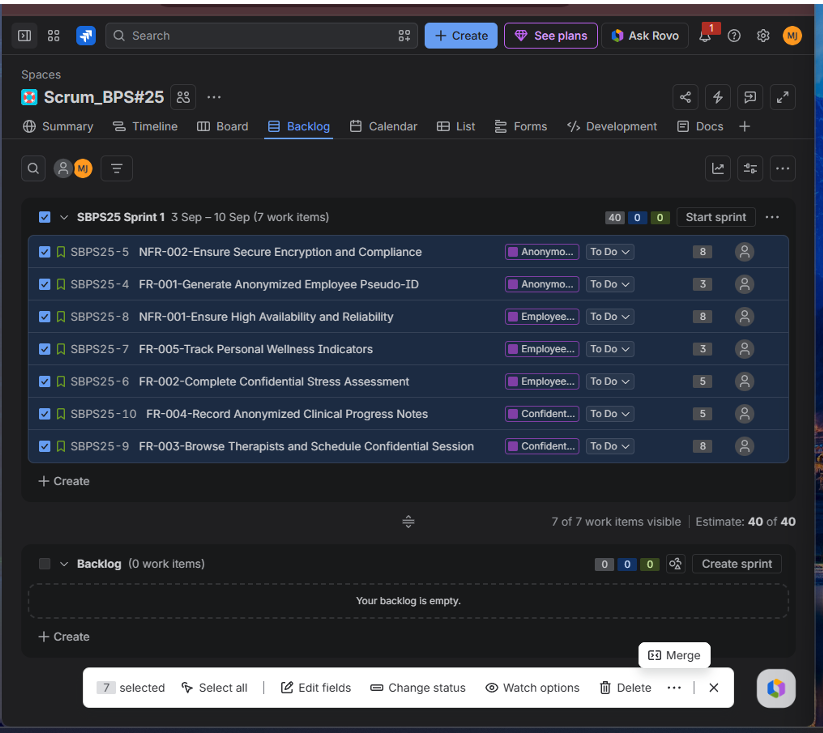 Search
+ Create
See plans
Ask Rovo
1
MJ
Spaces
Scrum_BPS#25
Summary
Timeline
Board
Backlog
Calendar
List
Forms
Development
Docs
MJ
SBPS25 Sprint 1 3 Sep – 10 Sep (7 work items) 40 0 0 Start sprint
SBPS25-5 NFR-002-Ensure Secure Encryption and Compliance Anonymo... To Do 8
SBPS25-4 FR-001-Generate Anonymized Employee Pseudo-ID Anonymo... To Do 3
SBPS25-8 NFR-001-Ensure High Availability and Reliability Employee... To Do 8
SBPS25-7 FR-005-Track Personal Wellness Indicators Employee... To Do 3
SBPS25-6 FR-002-Complete Confidential Stress Assessment Employee... To Do 5
SBPS25-10 FR-004-Record Anonymized Clinical Progress Notes Confident... To Do 5
SBPS25-9 FR-003-Browse Therapists and Schedule Confidential Session Confident... To Do 8
+ Create
7 of 7 work items visible | Estimate: 40 of 40
Backlog (0 work items) 0 0 0 Create sprint
Your backlog is empty.
+ Create
Merge
7 selected Select all | Edit fields Change status Watch options Delete ... |